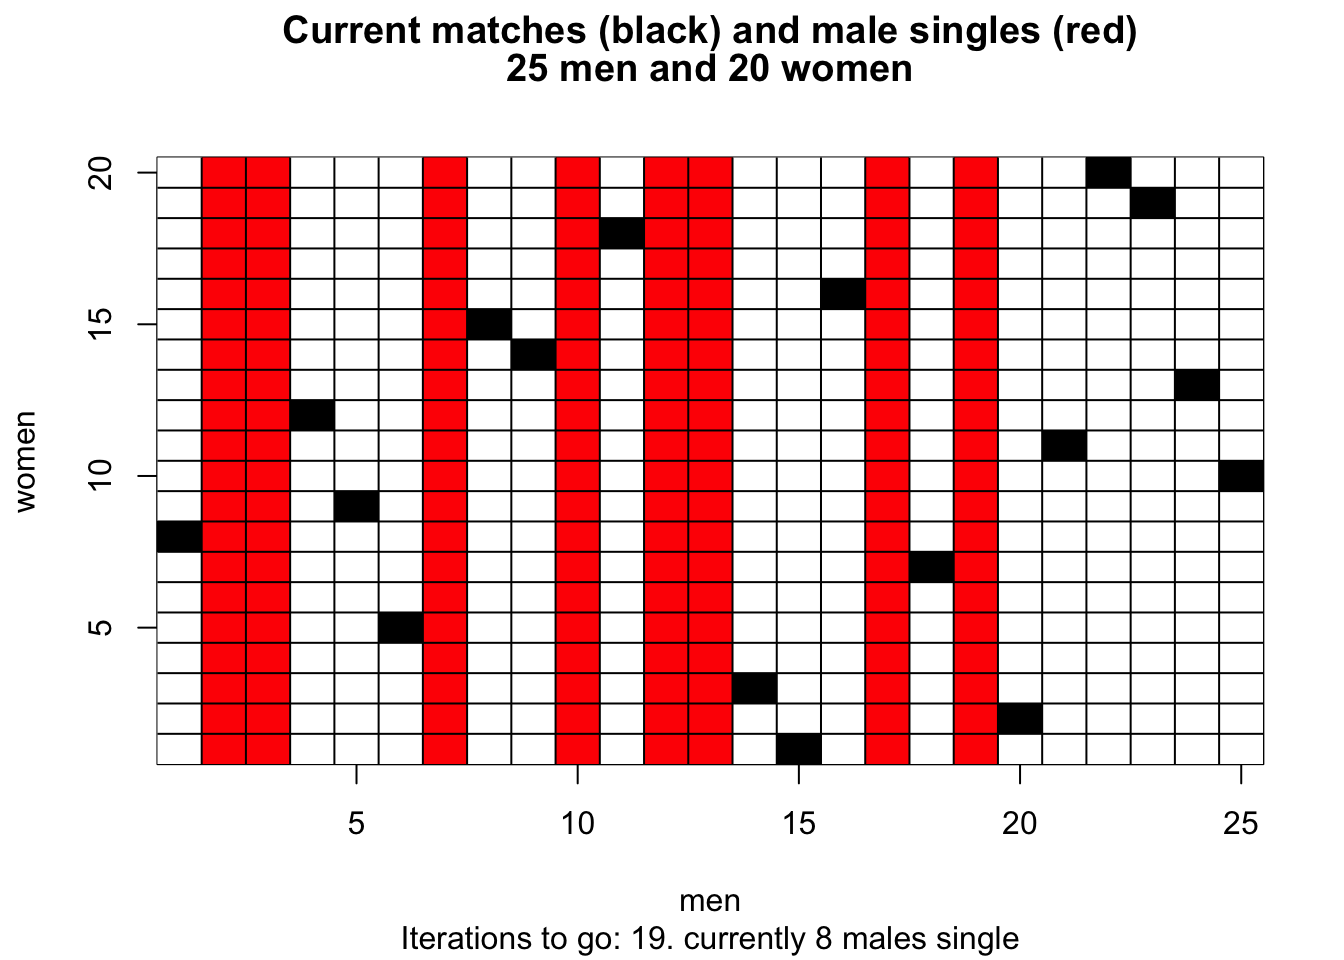 Current matches (black) and male singles (red)
25 men and 20 women
20
15
10
5
women
5 10 15 20 25
men
Iterations to go: 19. currently 8 males single